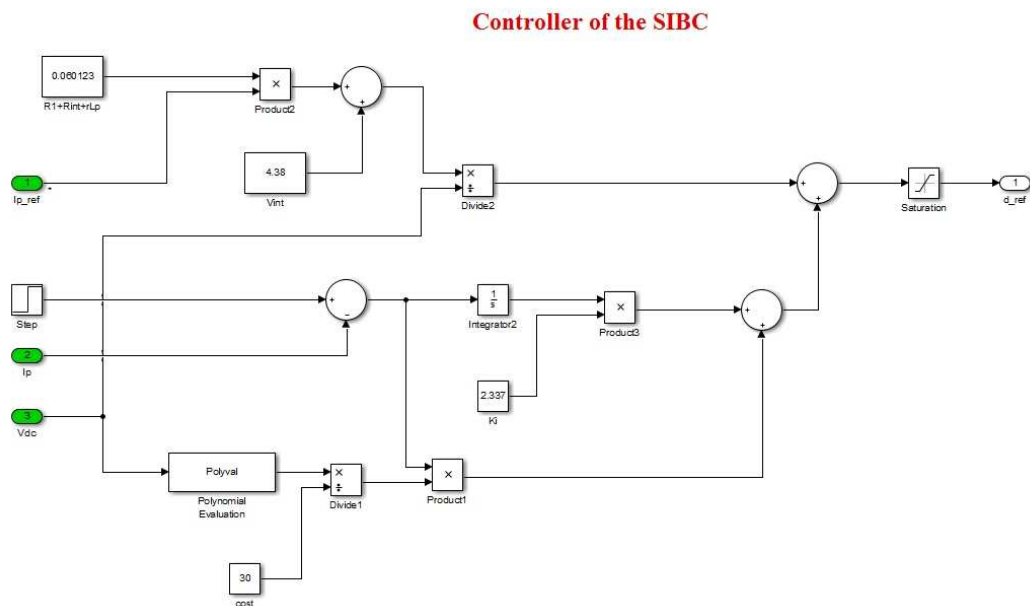 Controller of the SIBC
0.060123
R1+Rint+rLp
×
Product2
+
+
1
Ip_ref
4.38
Vint
×
÷
Divide2
+
+
Saturation
1
d_ref
Step
+
−
1
s
Integrator2
×
Product3
+
+
2
Ip
2.337
Ki
3
Vdc
Polyval
Polynomial
Evaluation
×
÷
Divide1
×
Product1
30
cost